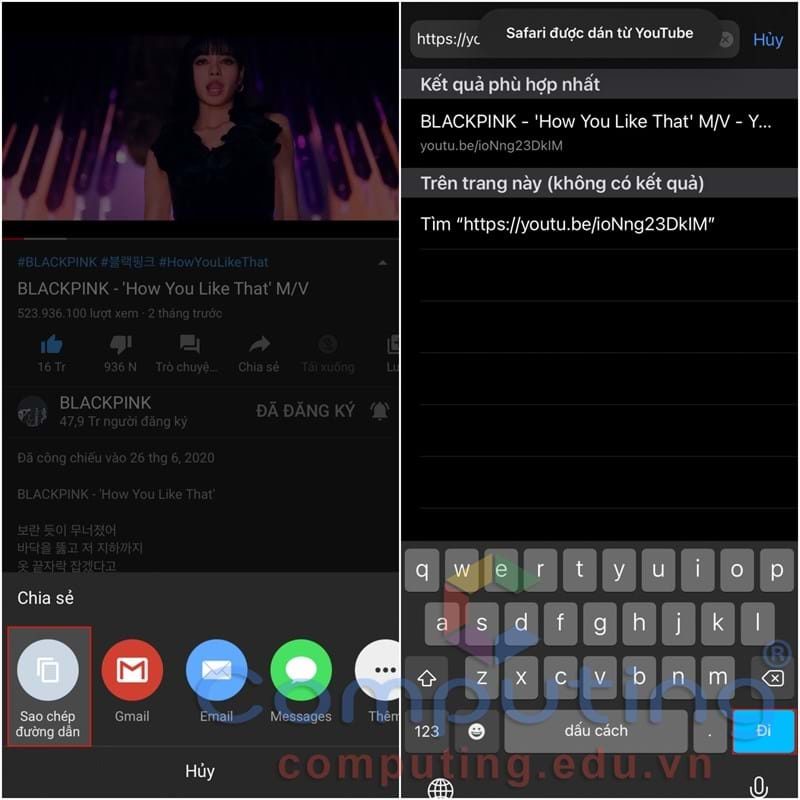 #BLACKPINK #블랙핑크 #HowYouLikeThat
BLACKPINK - 'How You Like That' M/V
523.936.100 lượt xem · 2 tháng trước
16 Tr
936 N
Trò chuyệ...
Chia sẻ
Tải xuống
Lư
BLACKPINK
47,9 Tr người đăng ký
ĐÃ ĐĂNG KÝ
Đã công chiếu vào 26 thg 6, 2020
BLACKPINK - 'How You Like That'
보란 듯이 무너졌어
바닥을 뚫고 저 지하까지
옷 끝자락 잡겠다고
Chia sẻ
Sao chép
đường dẫn
Gmail
Email
Messages
Thêm
Hủy
https://yo
Safari được dán từ YouTube
Hủy
Kết quả phù hợp nhất
BLACKPINK - 'How You Like That' M/V - Y...
youtu.be/ioNng23DkIM
Trên trang này (không có kết quả)
Tìm “https://youtu.be/ioNng23DkIM”
q w e r t y u i o p
a s d f g h j k l
z x c v b n m
123
dấu cách
.
Đi
Computing®
computing.edu.vn